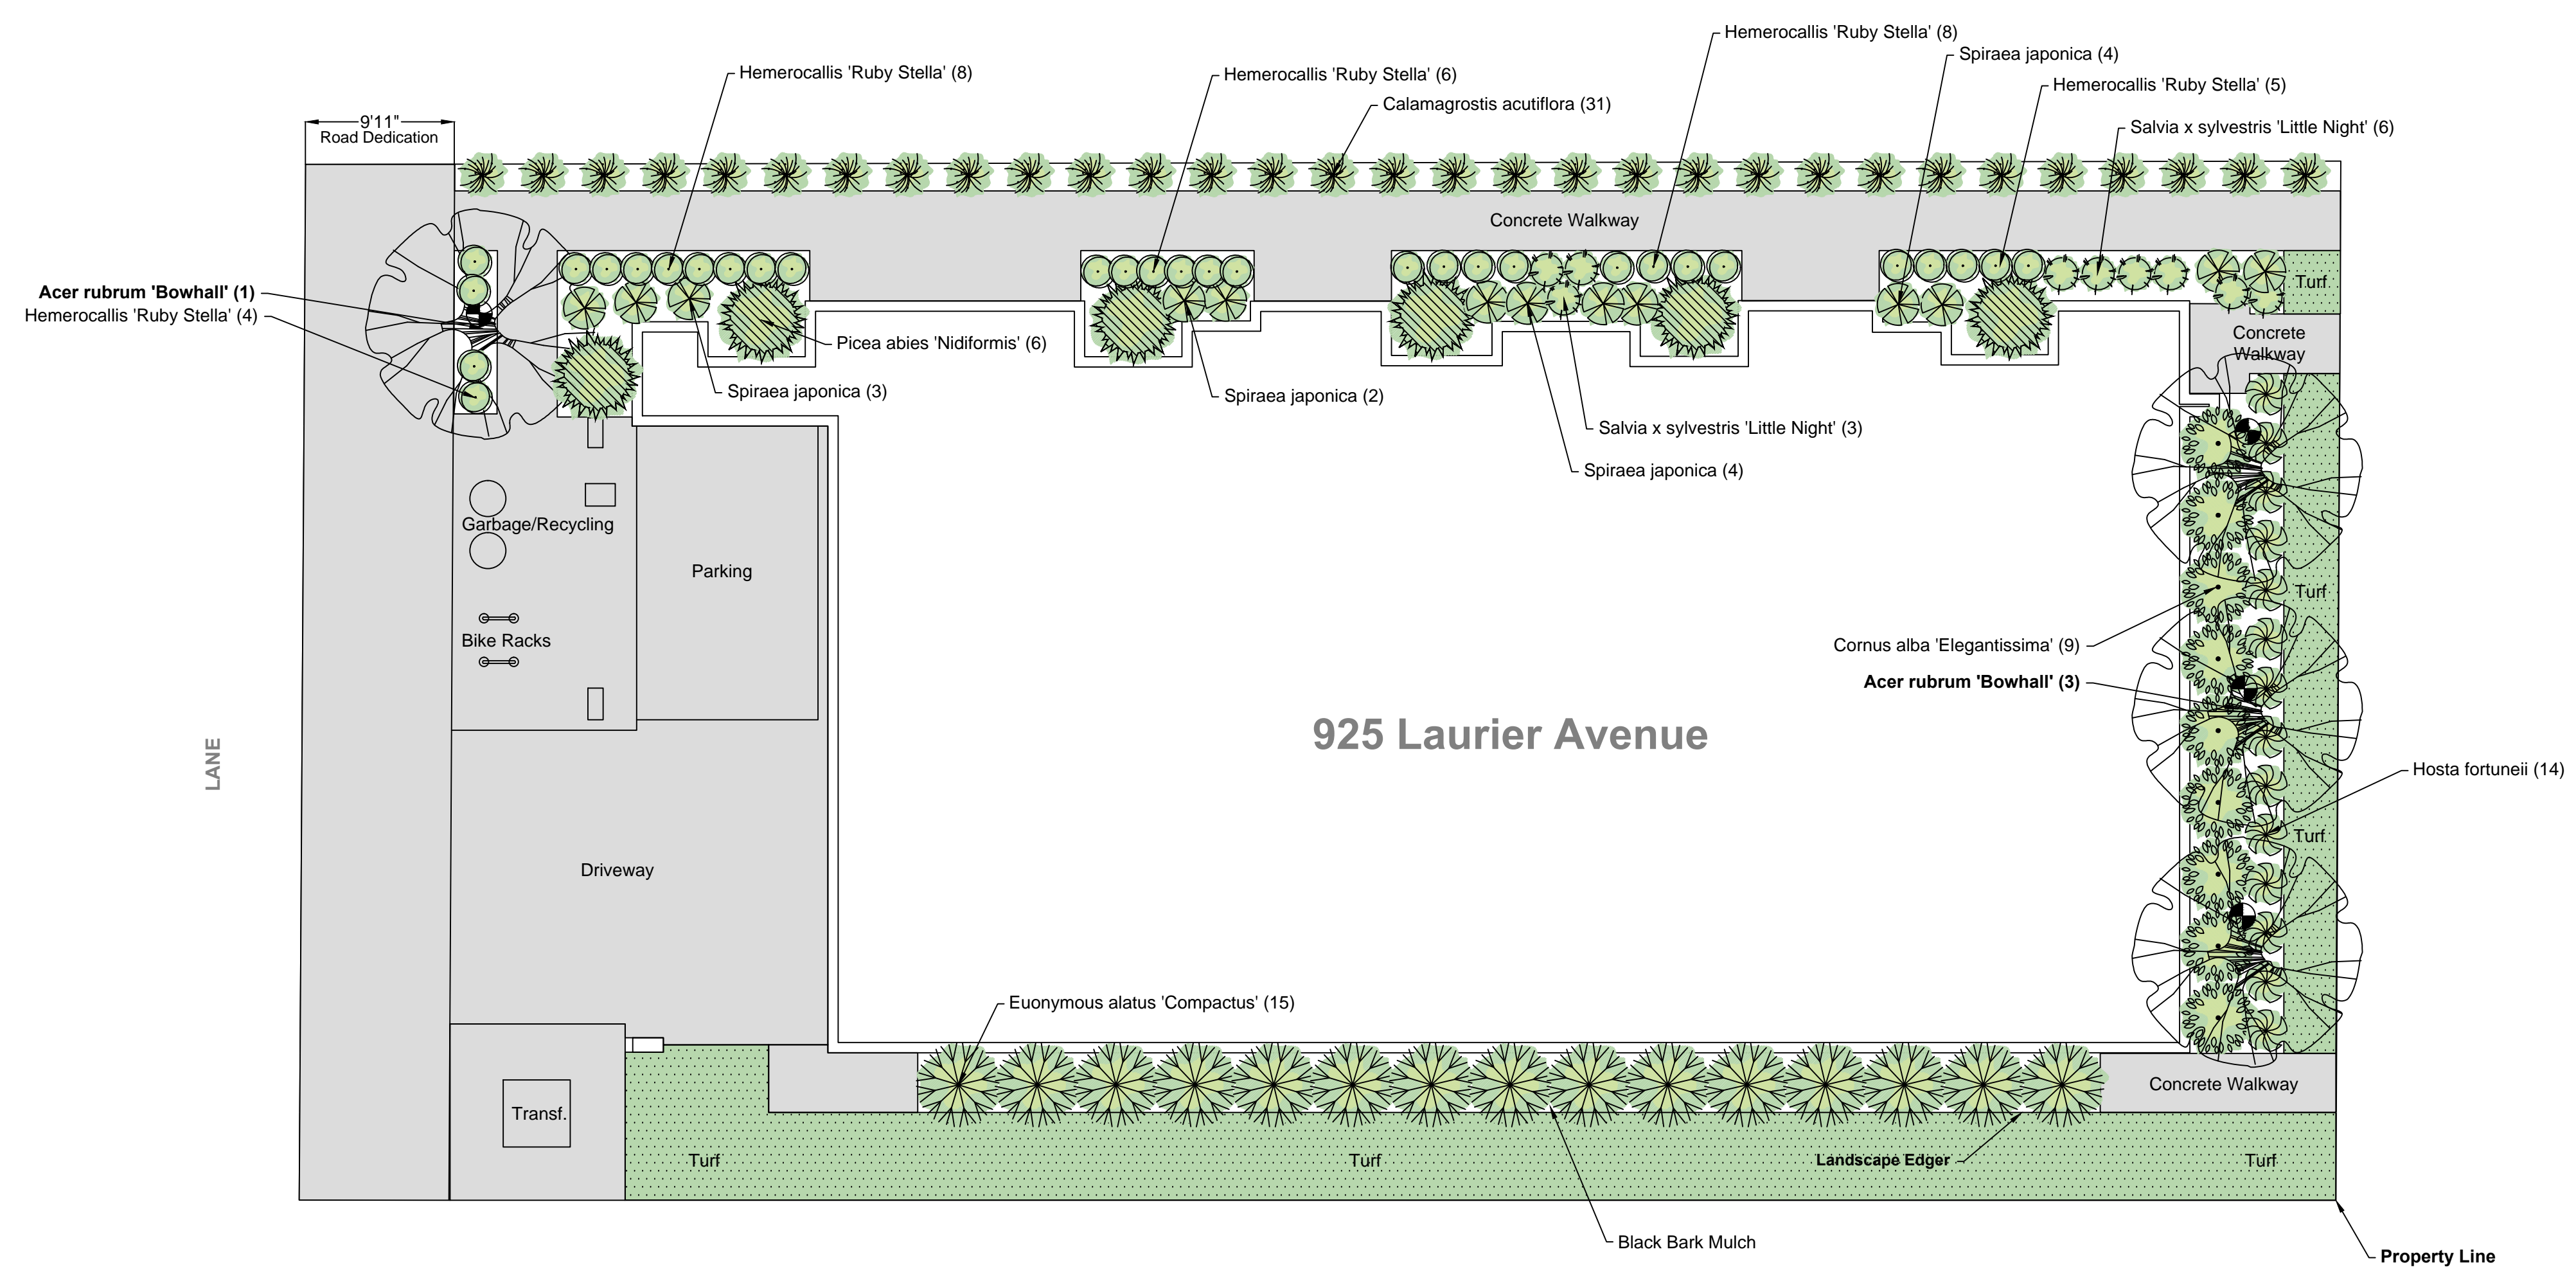 Hemerocallis 'Ruby Stella' (8)
Spiraea japonica (4)
Hemerocallis 'Ruby Stella' (8)
Hemerocallis 'Ruby Stella' (6)
Hemerocallis 'Ruby Stella' (5)
Calamagrostis acutiflora (31)
9'11"
Road Dedication
Salvia x sylvestris 'Little Night' (6)
Concrete Walkway
Turf
Acer rubrum 'Bowhall' (1)
Hemerocallis 'Ruby Stella' (4)
Concrete
Walkway
Picea abies 'Nidiformis' (6)
Spiraea japonica (3)
Spiraea japonica (2)
Salvia x sylvestris 'Little Night' (3)
Spiraea japonica (4)
Garbage/Recycling
Parking
Turf
Bike Racks
Cornus alba 'Elegantissima' (9)
Acer rubrum 'Bowhall' (3)
925 Laurier Avenue
LANE
Hosta fortuneii (14)
Turf
Driveway
Euonymous alatus 'Compactus' (15)
Concrete Walkway
Transf.
Turf
Turf
Landscape Edger
Turf
Black Bark Mulch
Property Line